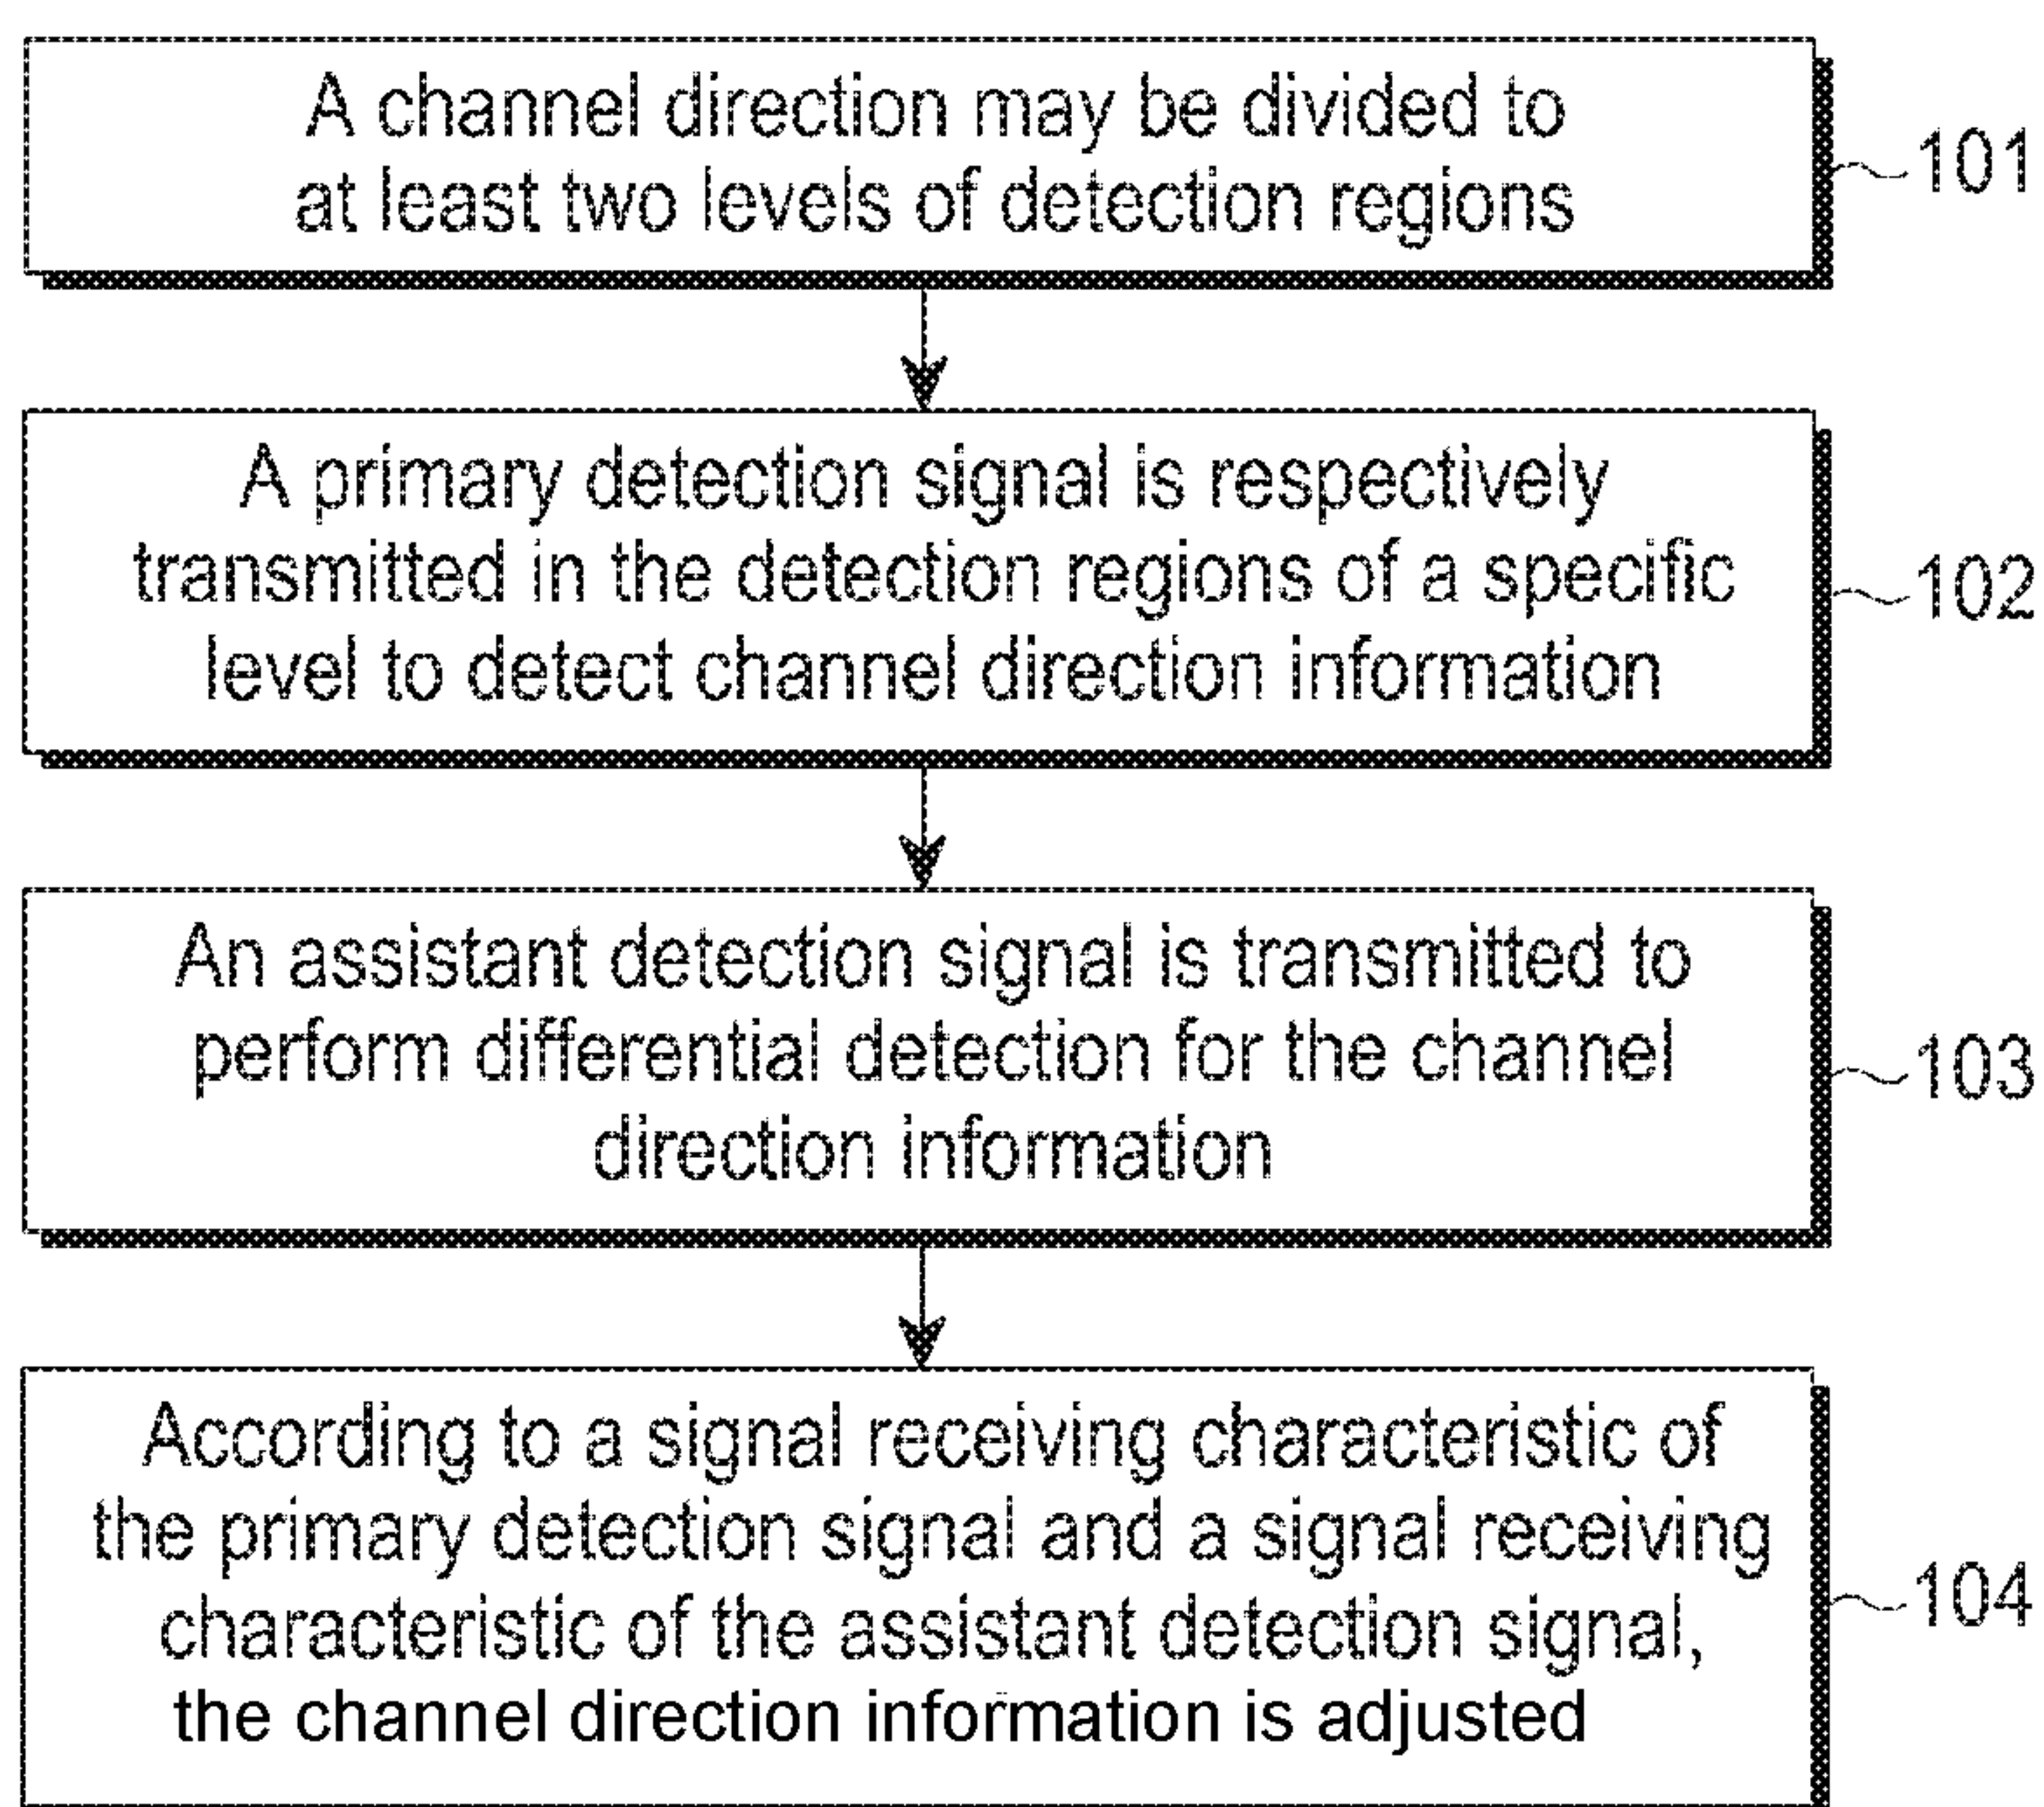 A channel direction may be divided to
at least two levels of detection regions
101
A primary detection signal is respectively
transmitted in the detection regions of a specific
level to detect channel direction information
102
An assistant detection signal is transmitted to
perform differential detection for the channel
direction information
103
According to a signal receiving characteristic of
the primary detection signal and a signal receiving
characteristic of the assistant detection signal,
the channel direction information is adjusted
104